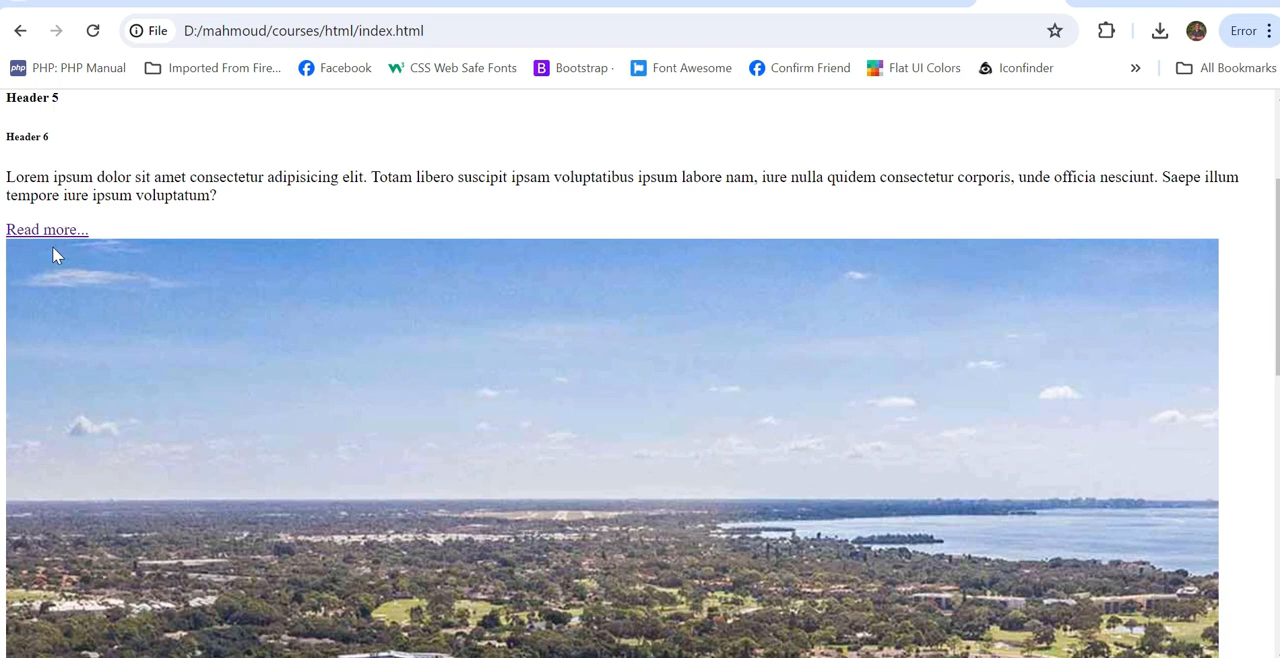 File D:/mahmoud/courses/html/index.html Error
php PHP: PHP Manual Imported From Fire... Facebook CSS Web Safe Fonts B Bootstrap · Font Awesome Confirm Friend Flat UI Colors Iconfinder » All Bookmarks
Header 5
Header 6
Lorem ipsum dolor sit amet consectetur adipisicing elit. Totam libero suscipit ipsam voluptatibus ipsum labore nam, iure nulla quidem consectetur corporis, unde officia nesciunt. Saepe illum
tempore iure ipsum voluptatum?
Read more...